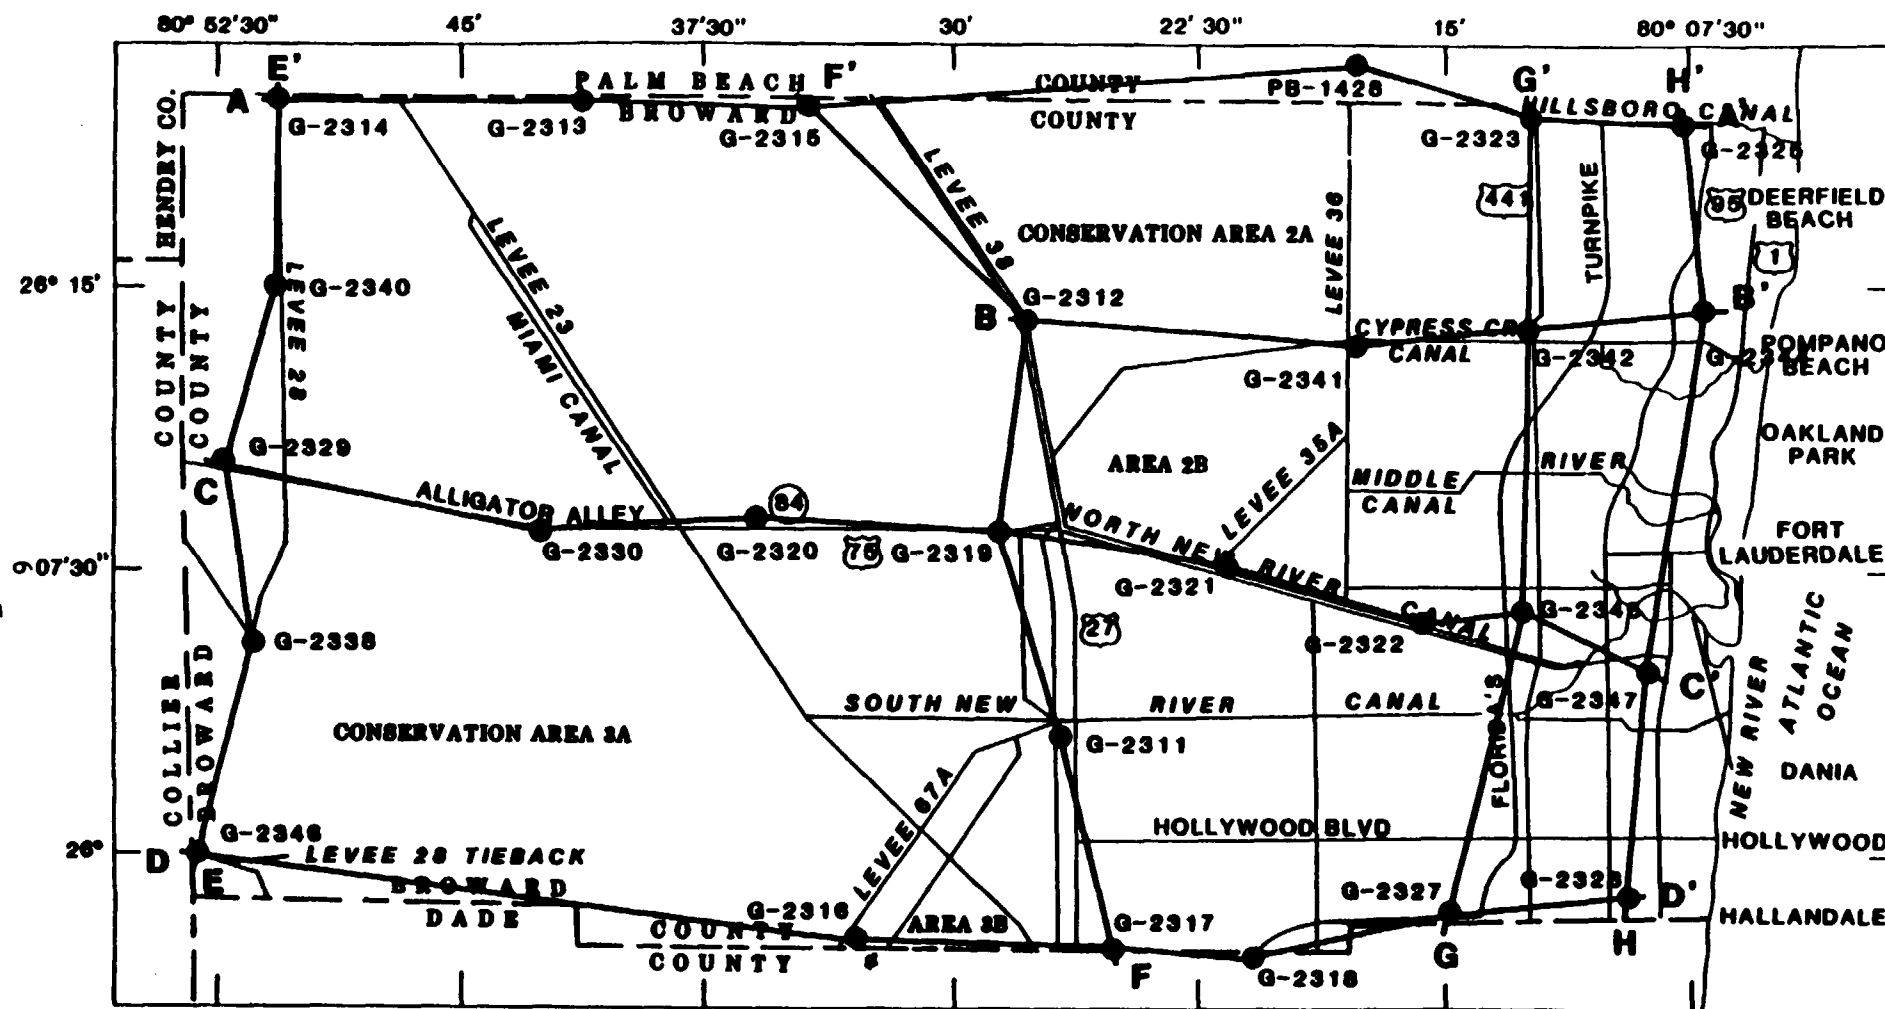 80° 52'30" 45' 37'30" 30' 22'30" 15' 80° 07'30"
E' F' G' H'
A PALM BEACH COUNTY
BROWARD COUNTY
PB-1428
HILLSBORO CANAL A'
G-2314 G-2313 G-2315 G-2323
HENDRY CO.
LEVEE 38
CONSERVATION AREA 2A
LEVEE 36
441
TURNPIKE
95
DEERFIELD
BEACH
1
26° 15'
G-2340
LEVEE 28
LEVEE 23
MIAMI CANAL
B G-2312
B'
CYPRESS CR.
CANAL
G-2341 G-2342
POMPANO
BEACH
COUNTY
COUNTY
G-2329
C
AREA 2B
LEVEE 35A
MIDDLE RIVER
CANAL
OAKLAND
PARK
ALLIGATOR ALLEY
84
G-2330 G-2320 75 G-2319
NORTH NEW RIVER CANAL
FORT
LAUDERDALE
07'30"
G-2321
G-2338
27
G-2322
ATLANTIC
OCEAN
NEW RIVER
C'
G-2347
SOUTH NEW RIVER CANAL
CONSERVATION AREA 3A
G-2311
FLORIDA'S
DANIA
COLLIER
BROWARD
LEVEE 67A
HOLLYWOOD BLVD
HOLLYWOOD
26°
G-2346
D
E
LEVEE 28 TIEBACK
BROWARD
DADE
G-2316
COUNTY
COUNTY
AREA 3B
G-2317
F
G-2318
G-2327
G
D'
H
HALLANDALE